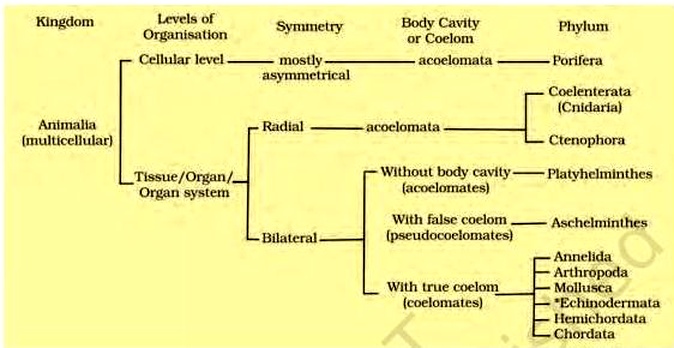 Kingdom
Levels of
Organisation
Symmetry
Body Cavity
or Coelom
Phylum
Animalia
(multicellular)
Cellular level
mostly
asymmetrical
acoelomata
Porifera
Tissue/Organ/
Organ system
Radial
acoelomata
Coelenterata
(Cnidaria)
Ctenophora
Bilateral
Without body cavity
(acoelomates)
Platyhelminthes
With false coelom
(pseudocoelomates)
Aschelminthes
With true coelom
(coelomates)
Annelida
Arthropoda
Mollusca
*Echinodermata
Hemichordata
Chordata